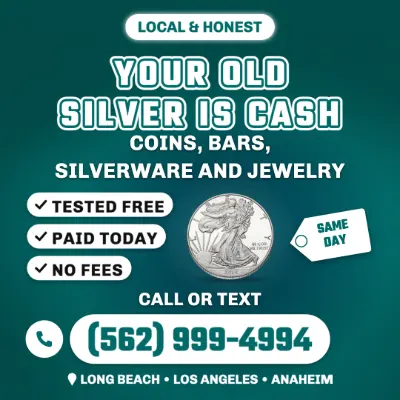 LOCAL & HONEST
YOUR OLD
SILVER IS CASH
COINS, BARS,
SILVERWARE AND JEWELRY
TESTED FREE
PAID TODAY
NO FEES
SAME
DAY
CALL OR TEXT
(562) 999-4994
LONG BEACH • LOS ANGELES • ANAHEIM